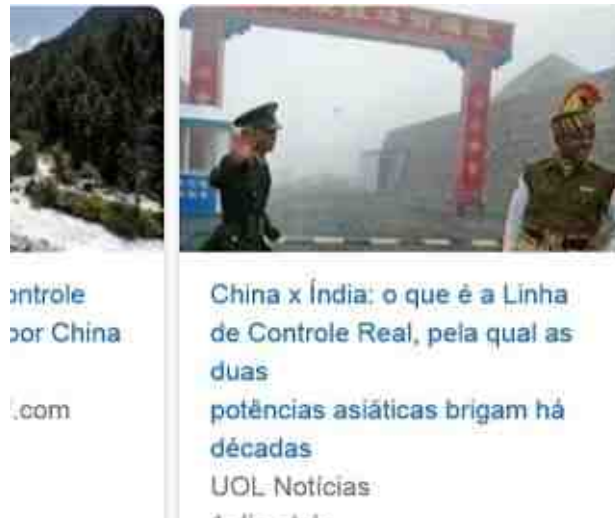 por China
.com
China x Índia: o que é a Linha
de Controle Real, pela qual as
duas
potências asiáticas brigam há
décadas
UOL Notícias